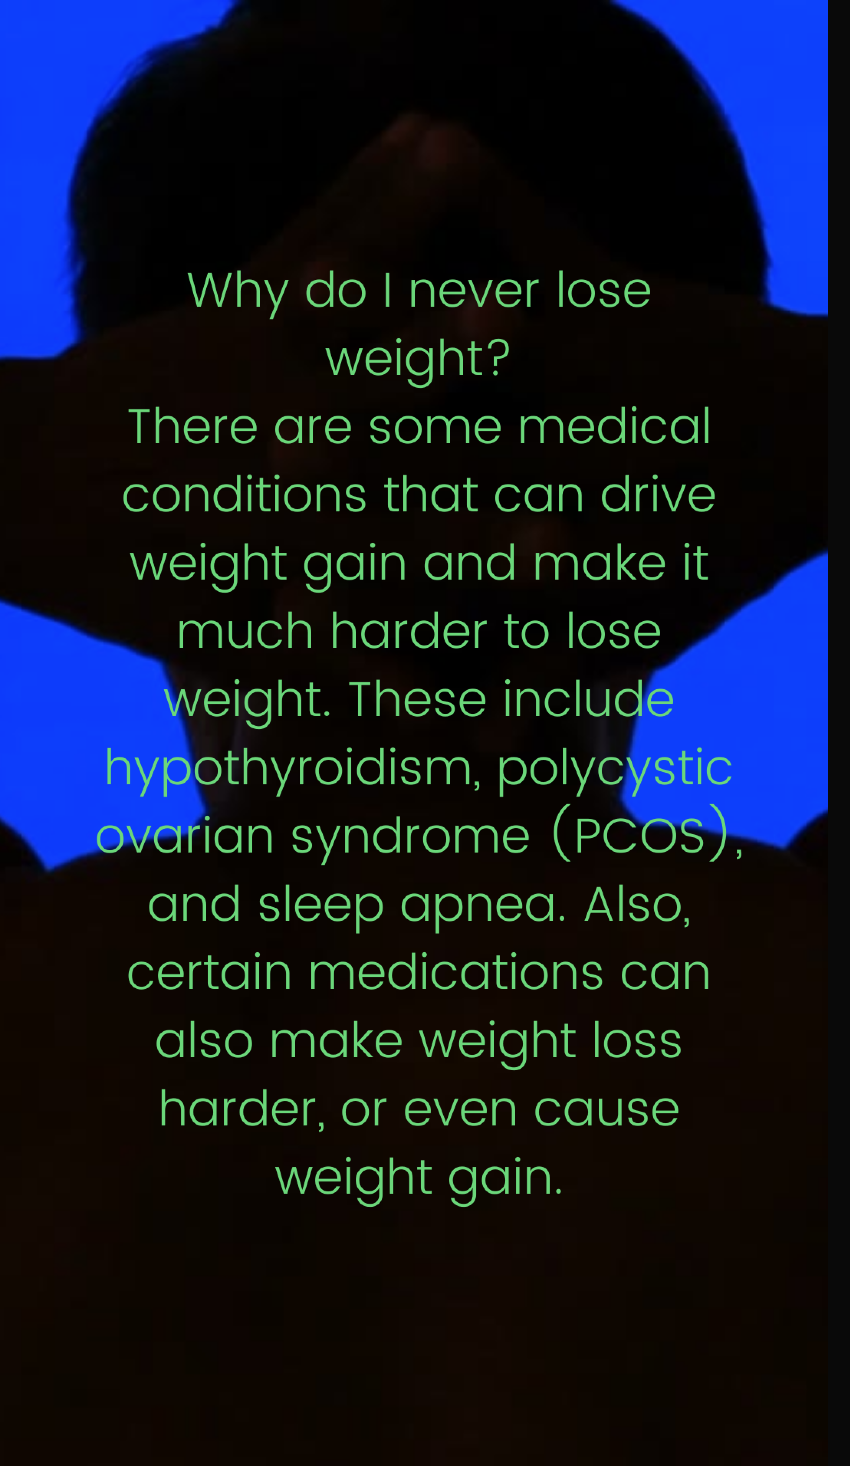 Why do I never lose
weight?
There are some medical
conditions that can drive
weight gain and make it
much harder to lose
weight. These include
hypothyroidism, polycystic
ovarian syndrome (PCOS),
and sleep apnea. Also,
certain medications can
also make weight loss
harder, or even cause
weight gain.